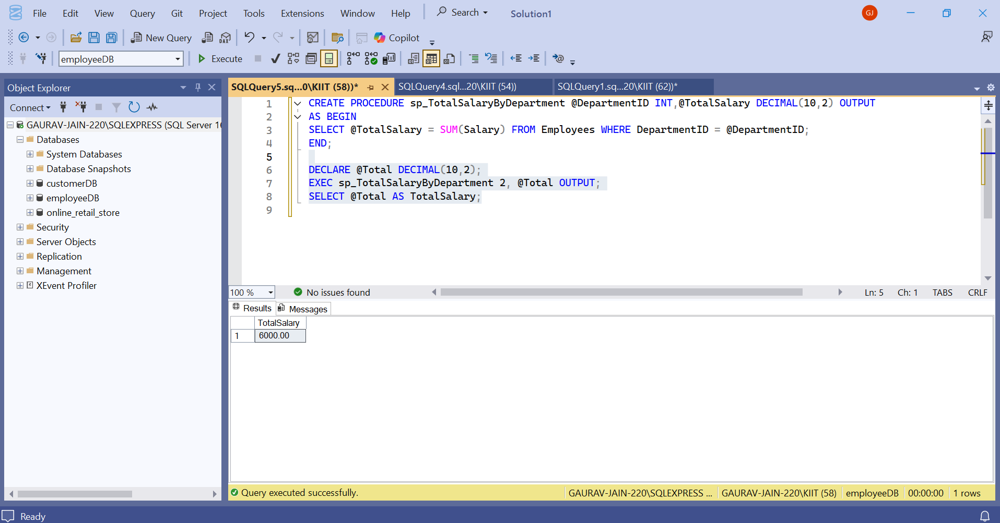 File Edit View Query Git Project Tools Extensions Window Help Search Solution1 GJ
New Query DAX Copilot
employeeDB Execute
Object Explorer
Connect
GAURAV-JAIN-220\SQLEXPRESS (SQL Server 16
Databases
System Databases
Database Snapshots
customerDB
employeeDB
online_retail_store
Security
Server Objects
Replication
Management
XEvent Profiler
SQLQuery5.sq...0\KIIT (58))* SQLQuery4.sql...20\KIIT (54)) SQLQuery1.sq...20\KIIT (62))*
1 CREATE PROCEDURE sp_TotalSalaryByDepartment @DepartmentID INT,@TotalSalary DECIMAL(10,2) OUTPUT
2 AS BEGIN
3 SELECT @TotalSalary = SUM(Salary) FROM Employees WHERE DepartmentID = @DepartmentID;
4 END;
5
6 DECLARE @Total DECIMAL(10,2);
7 EXEC sp_TotalSalaryByDepartment 2, @Total OUTPUT;
8 SELECT @Total AS TotalSalary;
9
100 % No issues found Ln: 5 Ch: 1 TABS CRLF
Results Messages
TotalSalary
1 6000.00
Query executed successfully. GAURAV-JAIN-220\SQLEXPRESS ... GAURAV-JAIN-220\KIIT (58) employeeDB 00:00:00 1 rows
Ready